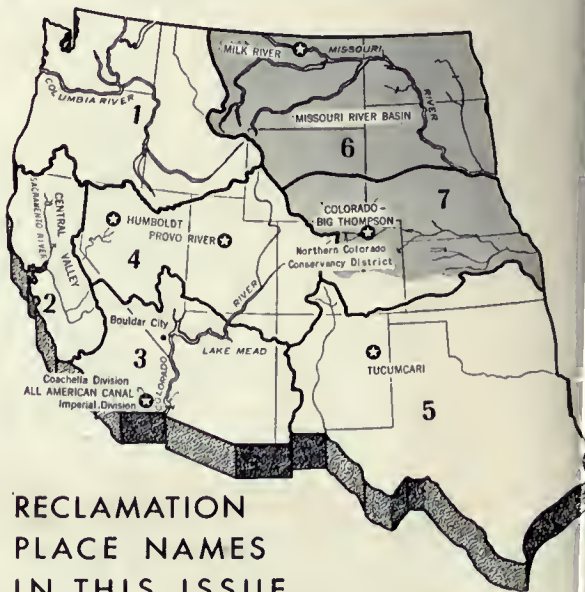 MILK RIVER
MISSOURI
RIVER
COLUMBIA RIVER
1
MISSOURI RIVER BASIN
6
7
COLORADO-
BIG THOMPSON
Northern Colorado
Conservancy District
CENTRAL
VALLEY
SACRAMENTO RIVER
2
HUMBOLDT
PROVO RIVER
4
RIVER
COLORADO
Boulder City
3
LAKE MEAD
Coachella Division
ALL AMERICAN CANAL
Imperial Division
TUCUMCARI
5
RECLAMATION
PLACE NAMES
IN THIS ISSUE